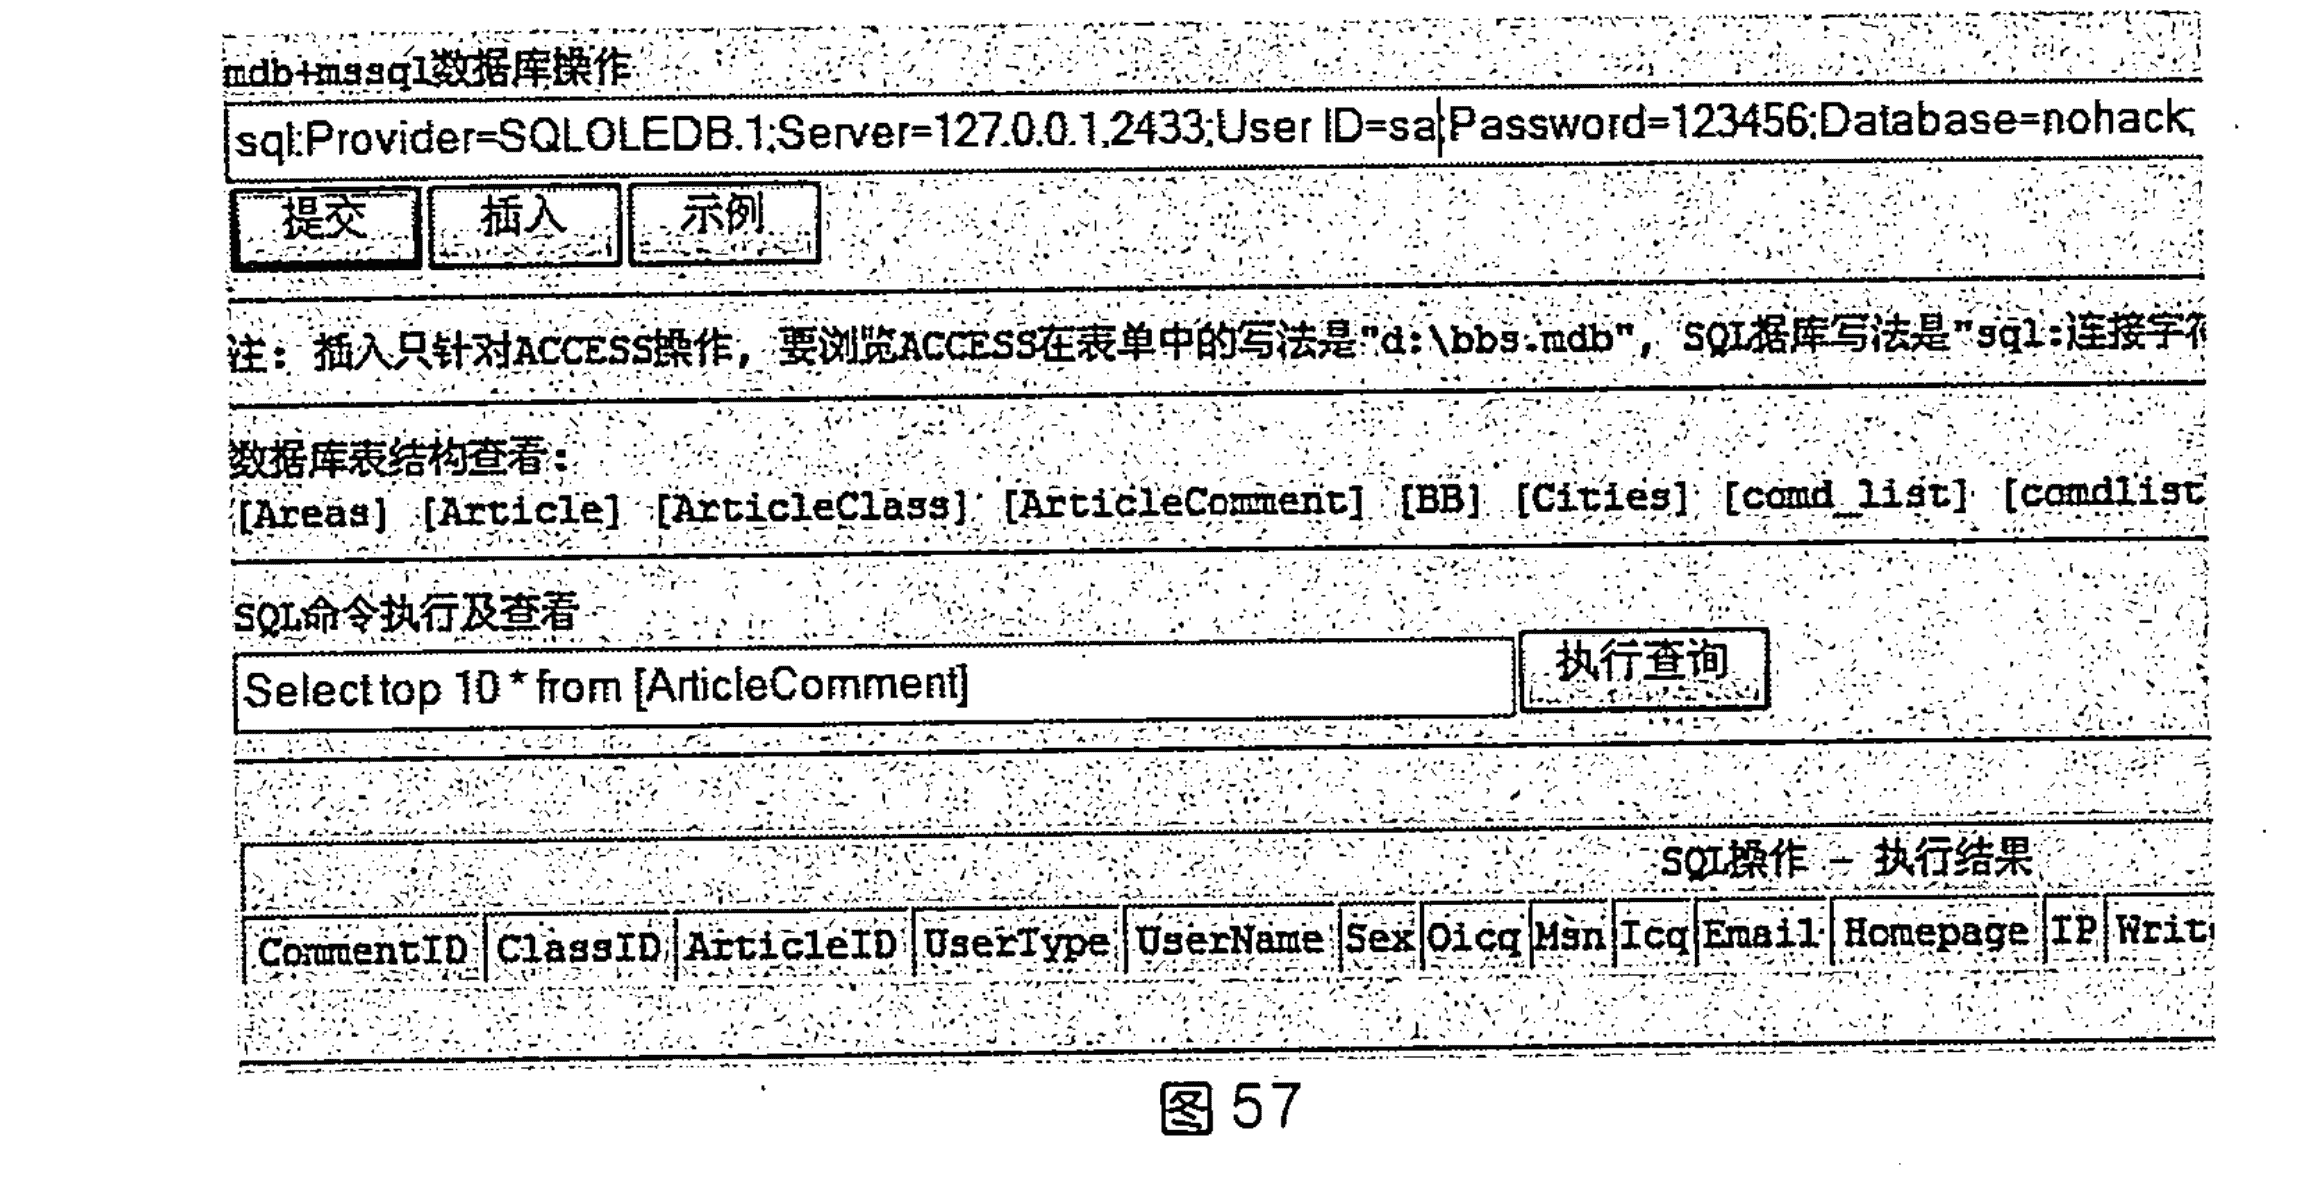 mdb+mssql数据库操作
sql:Provider=SQLOLEDB.1;Server=127.0.0.1,2433;User ID=sa;Password=123456;Database=nohack;
提交 插入 示例
注: 插入只针对ACCESS操作, 要浏览ACCESS在表单中的写法是"d:\bbs.mdb", SQL据库写法是"sql:连接字符
数据库表结构查看:
[Areas] [Article] [ArticleClass] [ArticleComment] [BB] [Cities] [comd_list] [comdlist
SQL命令执行及查看
Select top 10 * from [ArticleComment] 执行查询
SQL操作 - 执行结果
CommentID ClassID ArticleID UserType UserName Sex Oicq Msn Icq Email Homepage IP Writ
图 57